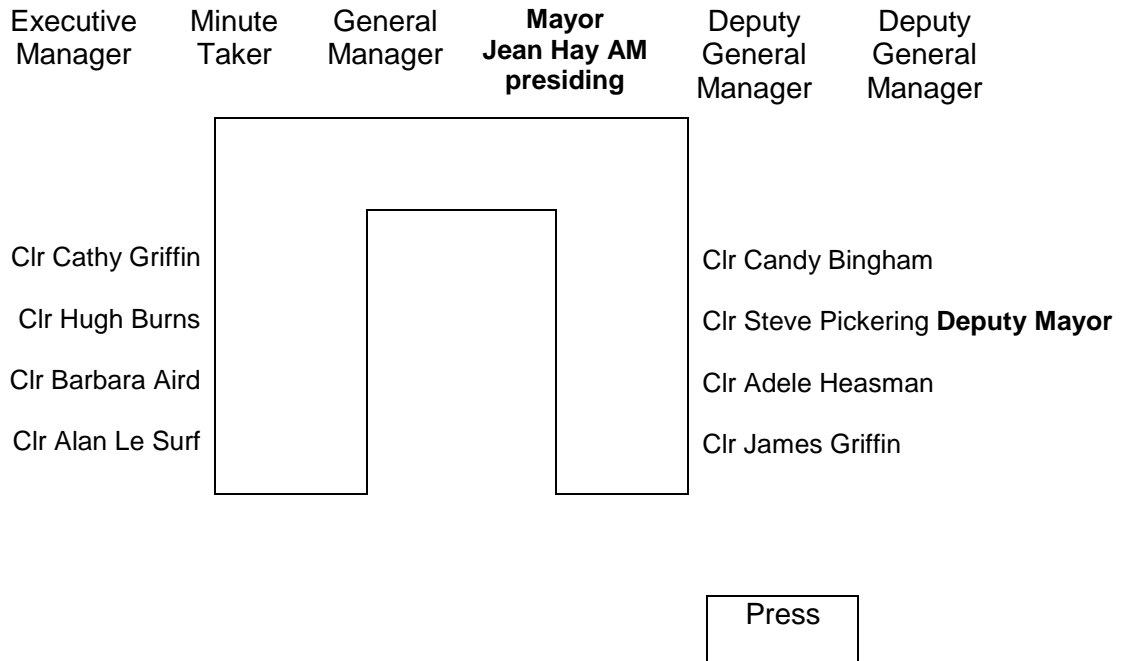 Executive Minute General Mayor Deputy Deputy
Manager Taker Manager Jean Hay AM General General
presiding Manager Manager
Clr Cathy Griffin Clr Candy Bingham
Clr Hugh Burns Clr Steve Pickering Deputy Mayor
Clr Barbara Aird Clr Adele Heasman
Clr Alan Le Surf Clr James Griffin
Press